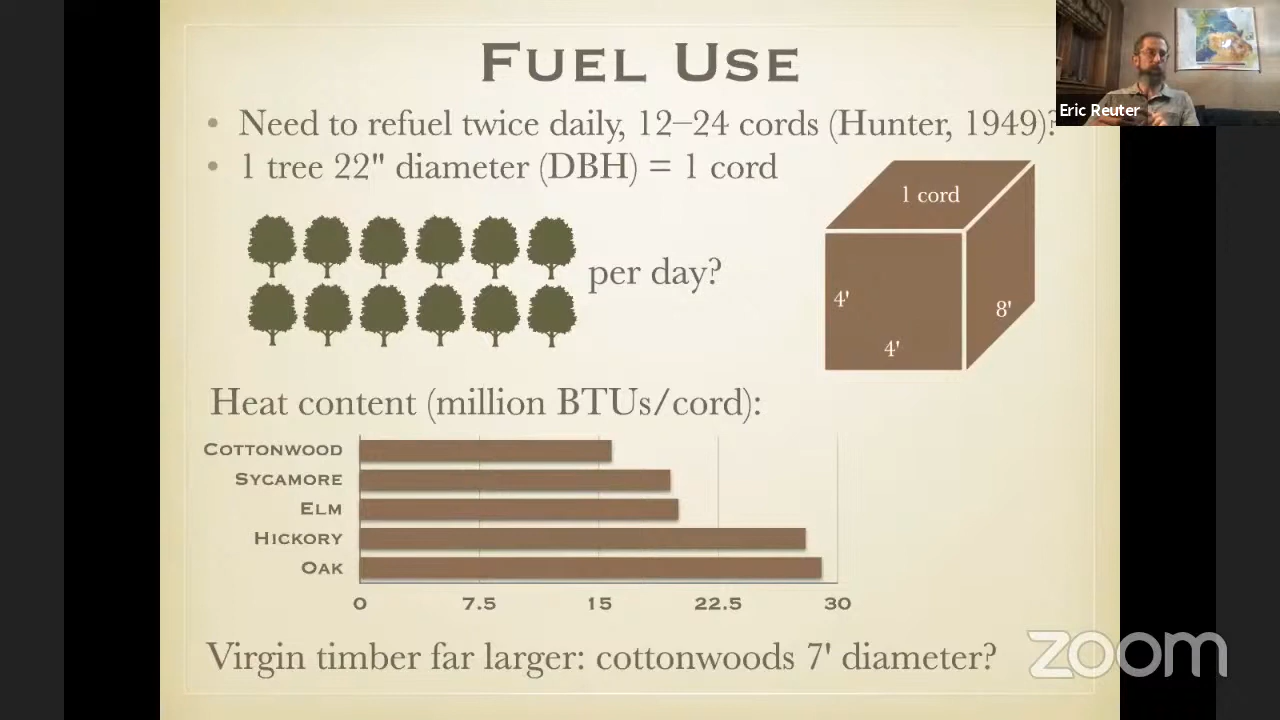 FUEL USE
Eric Reuter
• Need to refuel twice daily, 12–24 cords (Hunter, 1949)?
• 1 tree 22" diameter (DBH) = 1 cord
1 cord
per day?
4'
8'
4'
Heat content (million BTUs/cord):
COTTONWOOD
SYCAMORE
ELM
HICKORY
OAK
0 7.5 15 22.5 30
Virgin timber far larger: cottonwoods 7' diameter?
zoom